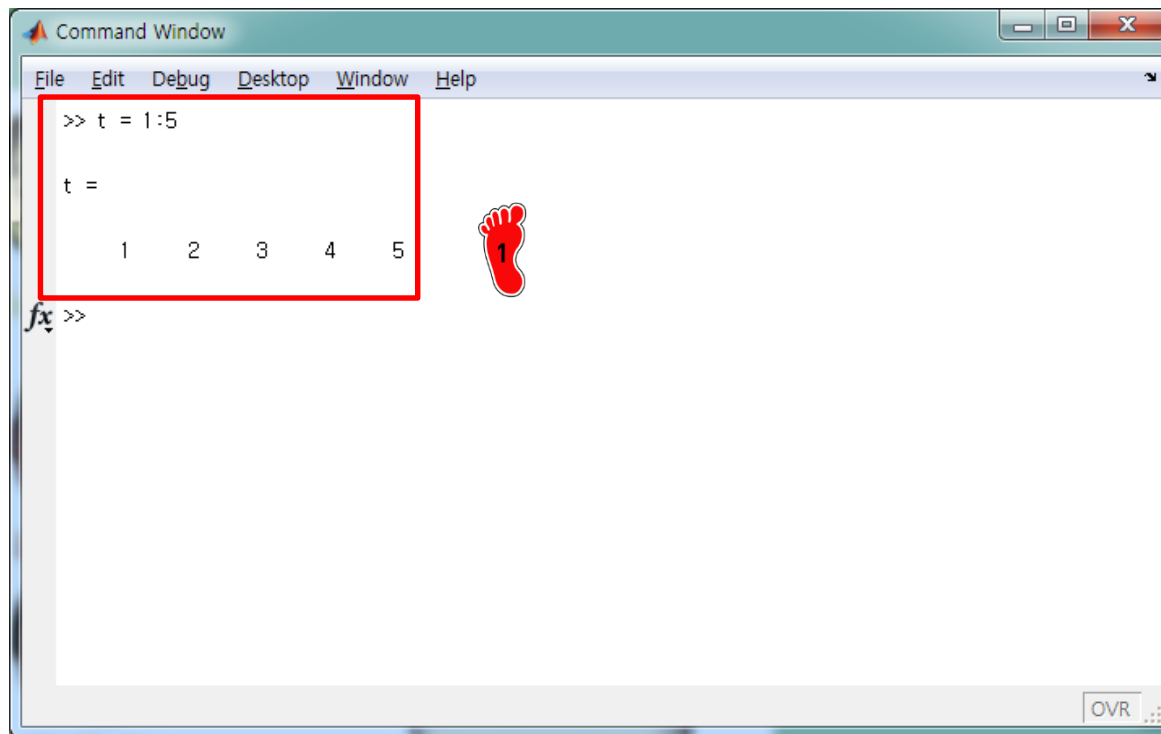 Command Window
File Edit Debug Desktop Window Help
>> t = 1:5
t =
1 2 3 4 5
1
fx >>
OVR